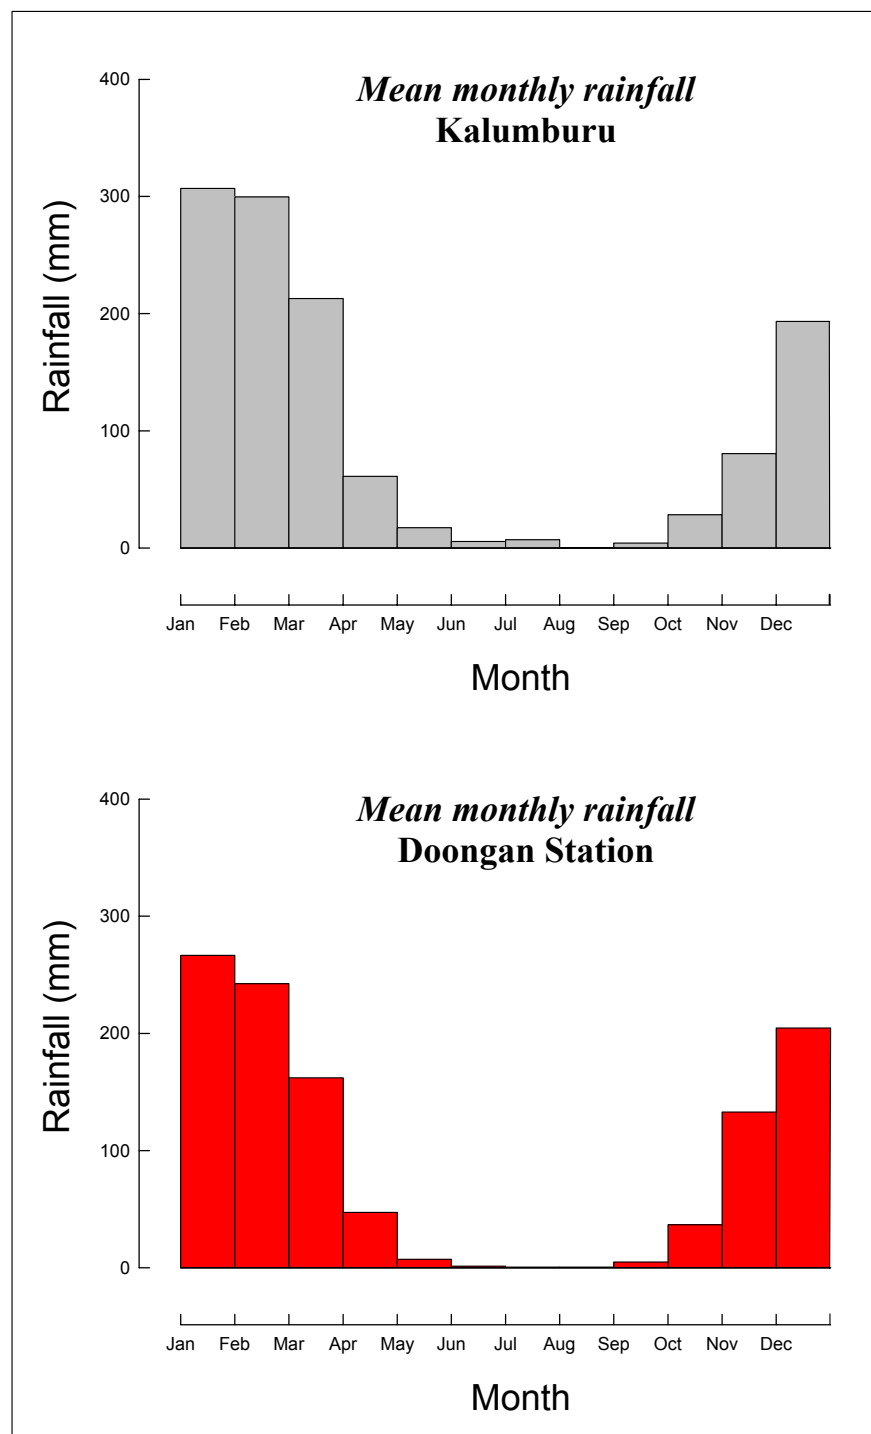 Mean monthly rainfall
Kalumburu
400
300
200
100
0
Rainfall (mm)
Jan Feb Mar Apr May Jun Jul Aug Sep Oct Nov Dec
Month
Mean monthly rainfall
Doongan Station
400
300
200
100
0
Rainfall (mm)
Jan Feb Mar Apr May Jun Jul Aug Sep Oct Nov Dec
Month